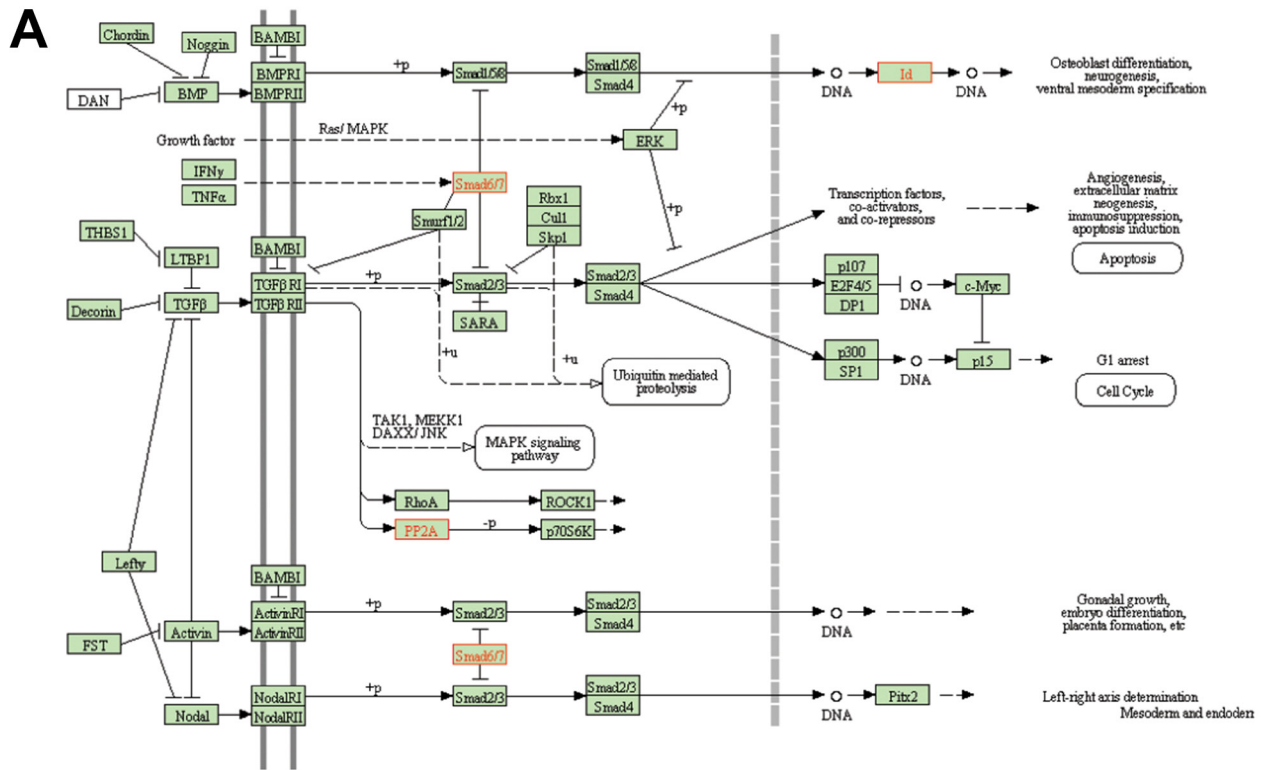 A
Chordin
Noggin
BAMBI
DAN
BMP
BMPRI
BMPRII
+p
Smad1/5/8
Smad1/5/8
Smad4
DNA
Id
DNA
Osteoblast differentiation,
neurogenesis,
ventral mesoderm specification
Growth factor
Ras/ MAPK
ERK
+p
+p
IFNγ
TNFα
Smad6/7
Smurf1/2
Rbx1
Cul1
Skp1
Transcription factors,
co-activators,
and co-repressors
Angiogenesis,
extracellular matrix
neogenesis,
immunosuppression,
apoptosis induction
Apoptosis
THBS1
LTBP1
Decorin
TGFβ
BAMBI
TGFβ RI
TGFβ RII
+p
Smad2/3
SARA
Smad2/3
Smad4
p107
E2F4/5
DP1
DNA
c-Myc
p300
SP1
DNA
p15
G1 arrest
Cell Cycle
+u
+u
Ubiquitin mediated
proteolysis
TAK1, MEKK1
DAXX/ JNK
MAPK signaling
pathway
RhoA
ROCK1
PP2A
-p
p70S6K
Lefty
BAMBI
FST
Activin
ActivinRI
ActivinRII
+p
Smad2/3
Smad2/3
Smad4
DNA
Gonadal growth,
embryo differentiation,
placenta formation, etc
Smad6/7
Nodal
NodalRI
NodalRII
+p
Smad2/3
Smad2/3
Smad4
DNA
Pitx2
Left-right axis determination
Mesoderm and endoderr